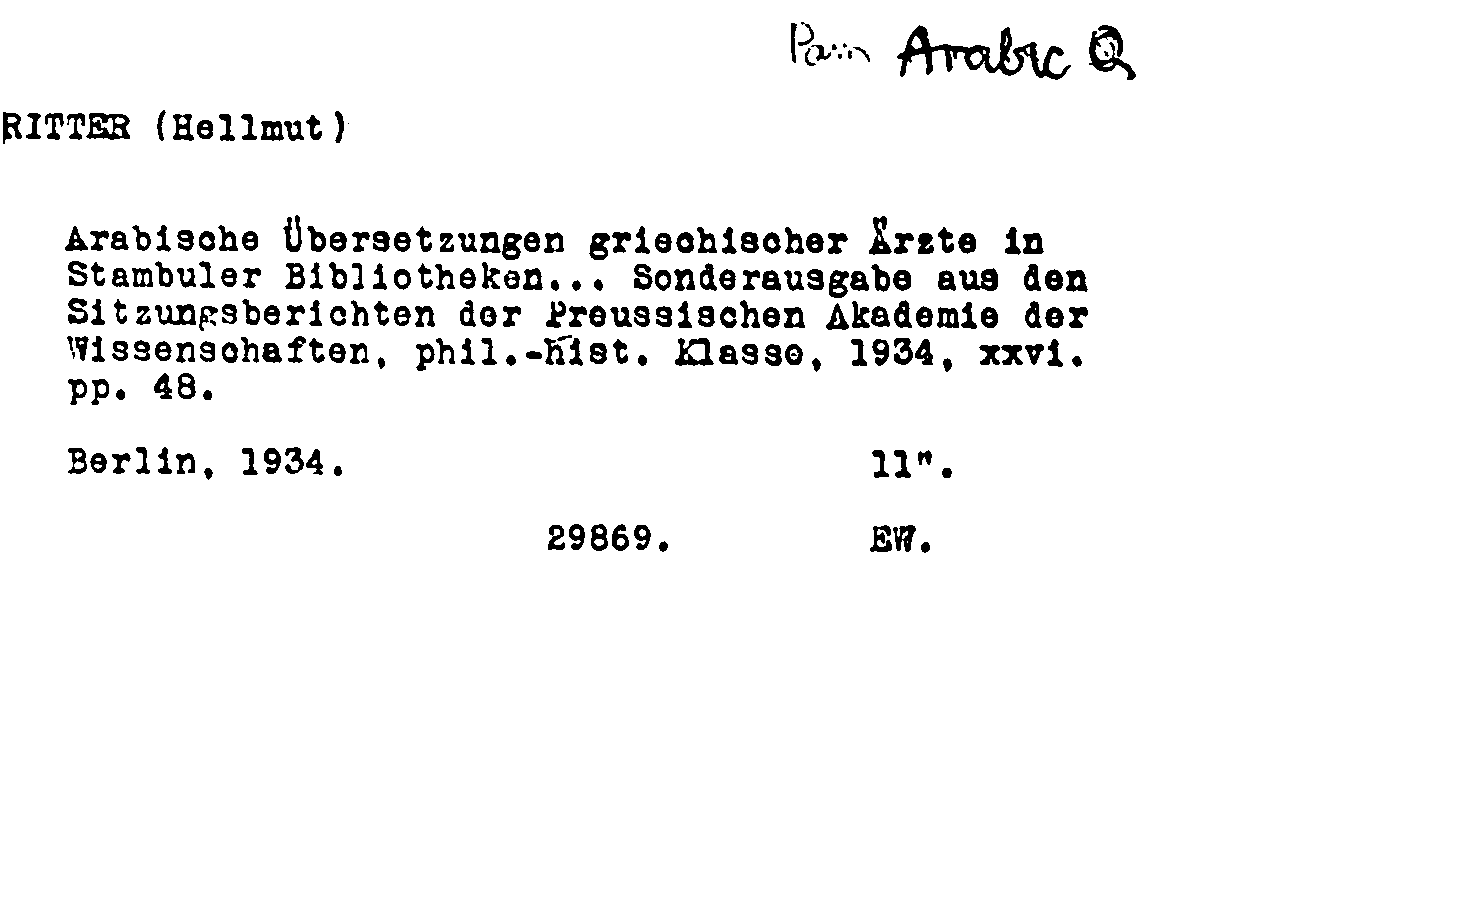 Pam Arabic Q
RITTER (Hellmut)
Arabische Übersetzungen griechischer Ärzte in
Stambuler Bibliotheken... Sonderausgabe aus den
Sitzungsberichten der Preussischen Akademie der
Wissenschaften, phil.-hist. Klasse, 1934, xxvi.
pp. 48.
Berlin, 1934. 11".
29869. EW.